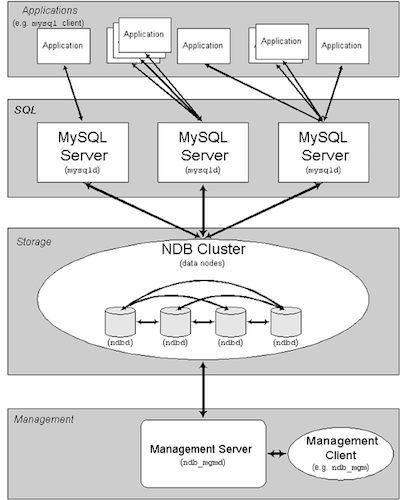 Applications
(e.g. mysql client)
Application
Application
Application
Application
Application
SQL
MySQL
Server
(mysqld)
MySQL
Server
(mysqld)
MySQL
Server
(mysqld)
Storage
NDB Cluster
(data nodes)
(ndbd)
(ndbd)
(ndbd)
(ndbd)
Management
Management Server
(ndb_mgmd)
Management
Client
(e.g. ndb_mgm)